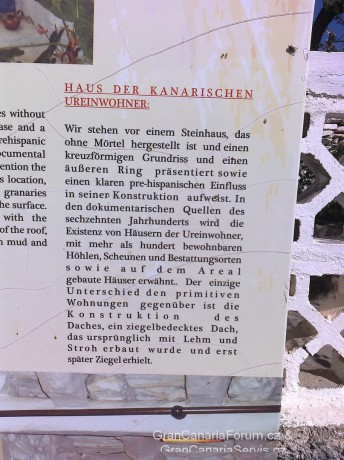 HAUS DER KANARISCHEN
UREINWOHNER:
Wir stehen vor einem Steinhaus, das
ohne Mörtel hergestellt ist und einen
kreuzförmigen Grundriss und einen
äußeren Ring präsentiert sowie
einen klaren pre-hispanischen Einfluss
in seiner Konstruktion aufweist. In
den dokumentarischen Quellen des
sechzehnten Jahrhunderts wird die
Existenz von Häusern der Ureinwohner,
mit mehr als hundert bewohnbaren
Höhlen, Scheunen und Bestattungsorten
sowie auf dem Areal
gebaute Häuser erwähnt.. Der einzige
Unterschied den primitiven
Wohnungen gegenüber ist die
Konstruktion des
Daches, ein ziegelbedecktes Dach,
das ursprünglich mit Lehm und
Stroh erbaut wurde und erst
später Ziegel erhielt.
es without
ase and a
rehispanic
ocumental
ention the
s location,
granaries
he surface.
with the
of the roof,
n mud and
GranCanariaForum.cz &
GranCanariaServis.cz